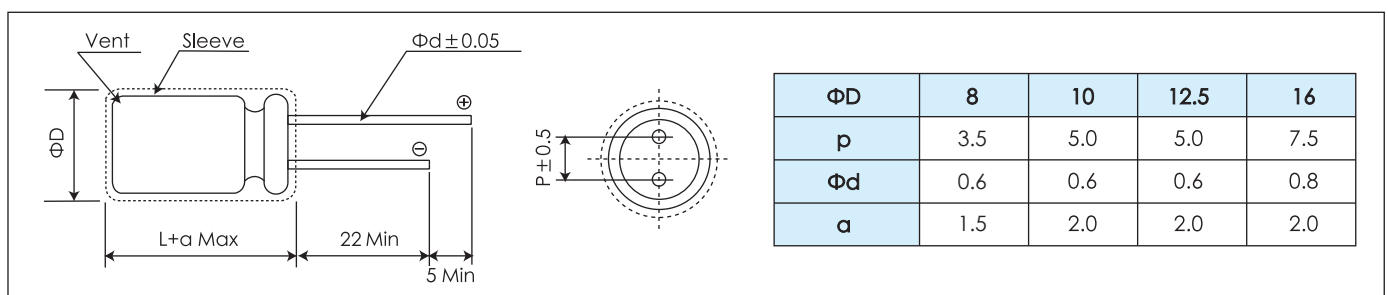 Vent
Sleeve
Φd±0.05
ΦD
⊕
⊖
L+a Max
22 Min
5 Min
P±0.5
ΦD 8 10 12.5 16
p 3.5 5.0 5.0 7.5
Φd 0.6 0.6 0.6 0.8
a 1.5 2.0 2.0 2.0